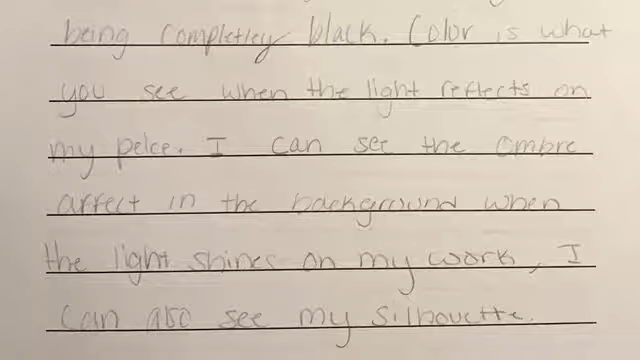 being completley black. Color is what
you see when the light reflects on
my peice. I can see the ombre
affect in the background when
the light shines on my work, I
can also see my silhouette.